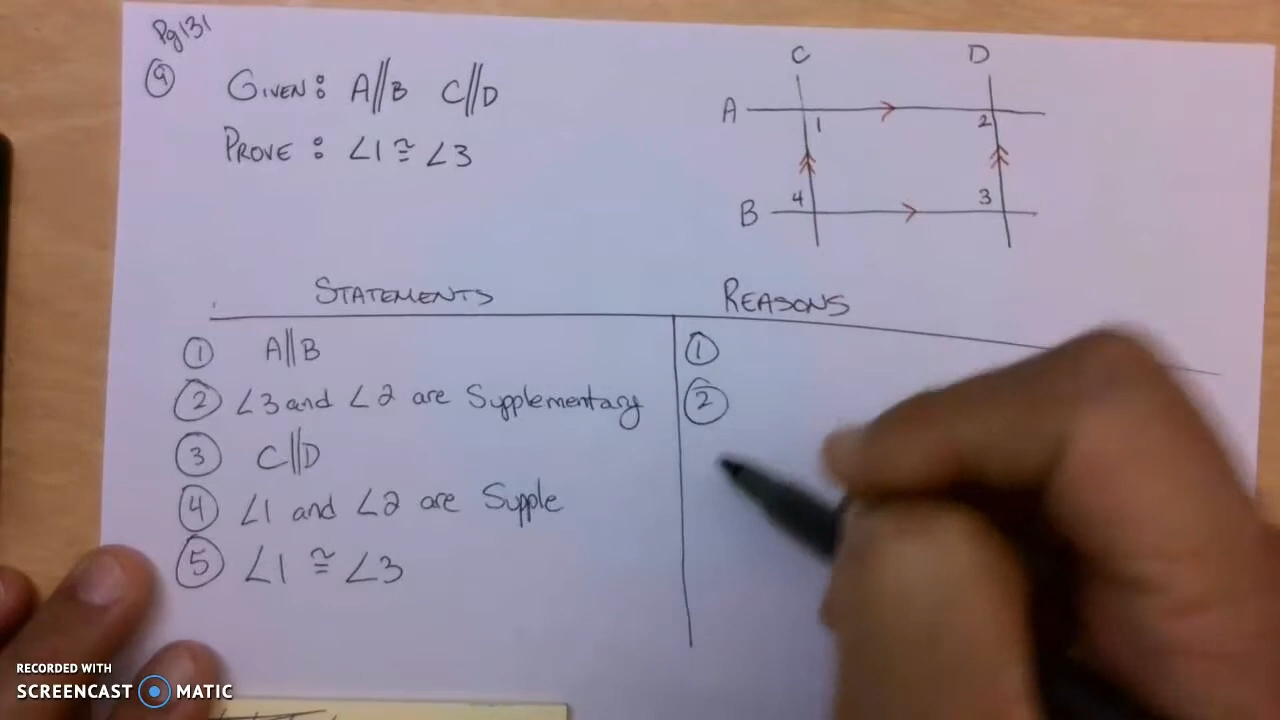 Pg 131
9 GIVEN: A//B C//D
PROVE: ∠1 ≅ ∠3
C D
A 1 2
B 4 3
STATEMENTS REASONS
1 A//B 1
2 ∠3 and ∠2 are Supplementary 2
3 C//D
4 ∠1 and ∠2 are Supple
5 ∠1 ≅ ∠3
RECORDED WITH
SCREENCAST MATIC